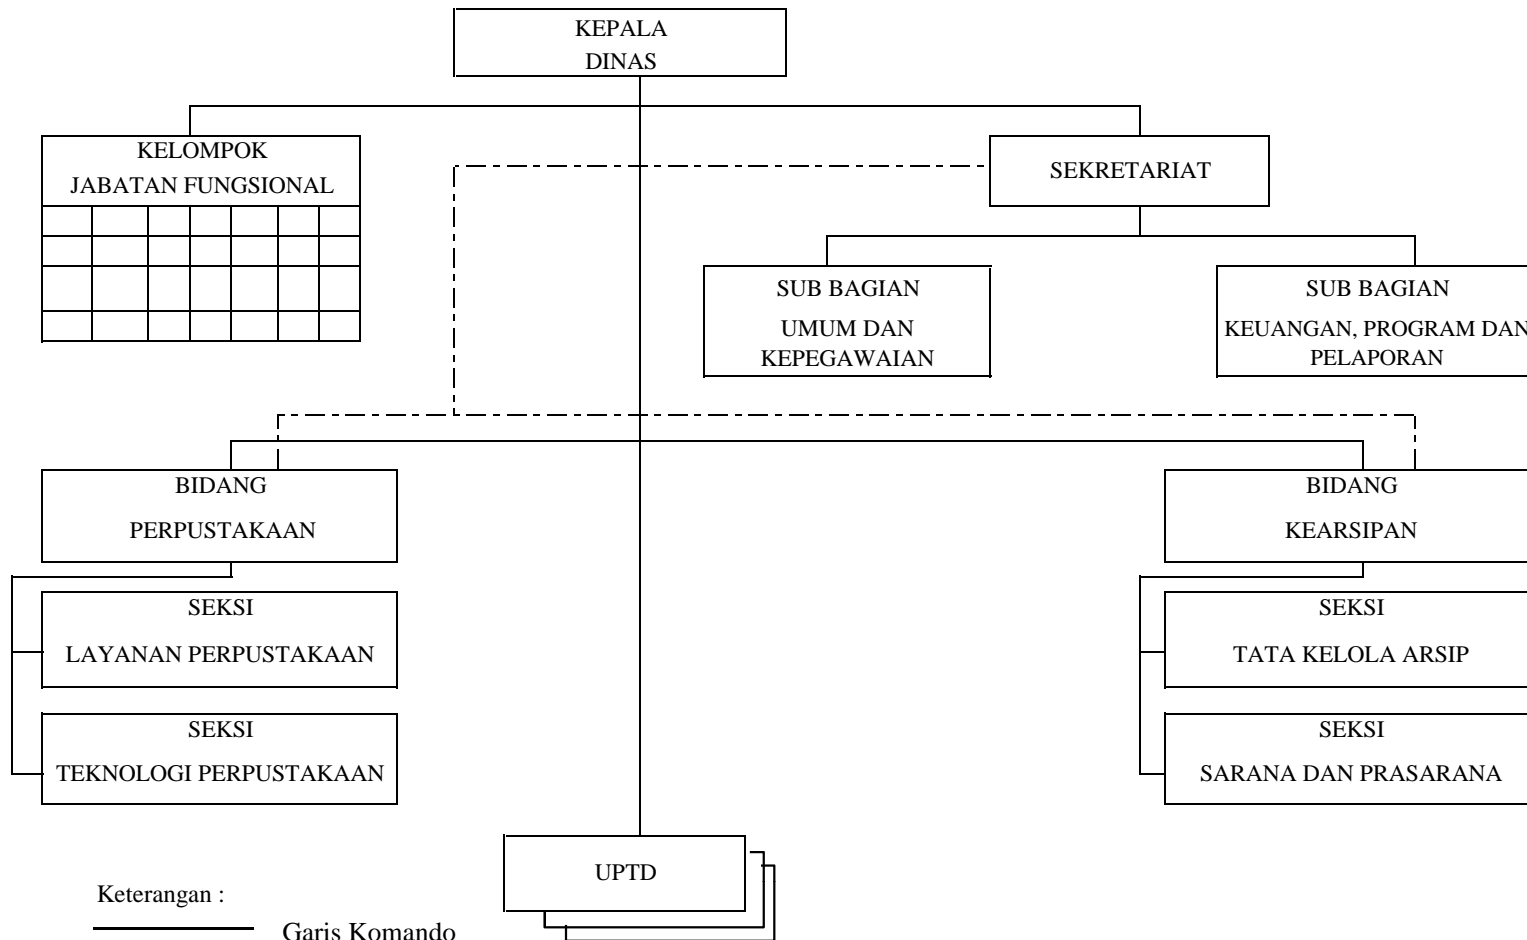 KEPALA
DINAS
KELOMPOK
JABATAN FUNGSIONAL
SEKRETARIAT
SUB BAGIAN
UMUM DAN
KEPEGAWAIAN
SUB BAGIAN
KEUANGAN, PROGRAM DAN
PELAPORAN
BIDANG
PERPUSTAKAAN
BIDANG
KEARSIPAN
SEKSI
LAYANAN PERPUSTAKAAN
SEKSI
TATA KELOLA ARSIP
SEKSI
TEKNOLOGI PERPUSTAKAAN
SEKSI
SARANA DAN PRASARANA
UPTD
Keterangan :
Garis Komando